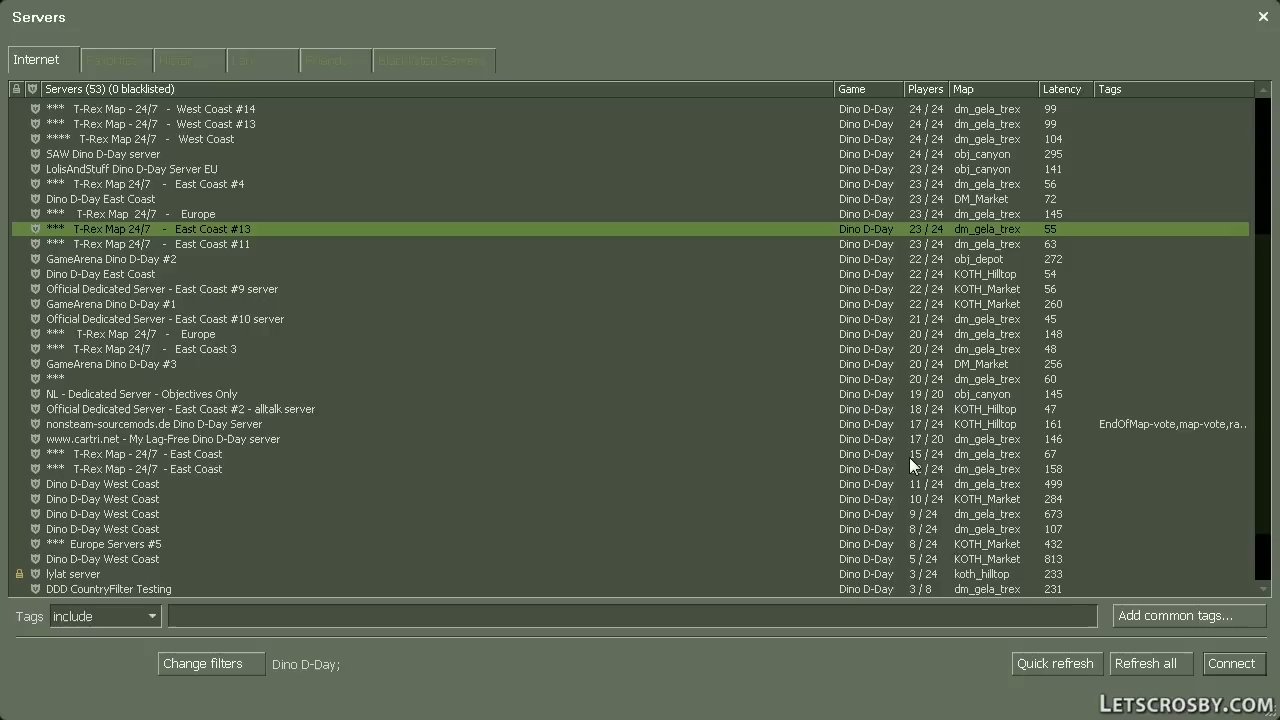 Servers
Internet Favorites History Lan Friends Blacklisted Servers
Servers (53) (0 blacklisted) Game Players Map Latency Tags
*** T-Rex Map - 24/7 - West Coast #14 Dino D-Day 24 / 24 dm_gela_trex 99
*** T-Rex Map - 24/7 - West Coast #13 Dino D-Day 24 / 24 dm_gela_trex 99
**** T-Rex Map 24/7 - West Coast Dino D-Day 24 / 24 dm_gela_trex 104
SAW Dino D-Day server Dino D-Day 24 / 24 obj_canyon 295
LolisAndStuff Dino D-Day Server EU Dino D-Day 23 / 24 obj_canyon 141
*** T-Rex Map 24/7 - East Coast #4 Dino D-Day 23 / 24 dm_gela_trex 56
Dino D-Day East Coast Dino D-Day 23 / 24 DM_Market 72
*** T-Rex Map 24/7 - Europe Dino D-Day 23 / 24 dm_gela_trex 145
*** T-Rex Map 24/7 - East Coast #13 Dino D-Day 23 / 24 dm_gela_trex 55
*** T-Rex Map 24/7 - East Coast #11 Dino D-Day 23 / 24 dm_gela_trex 63
GameArena Dino D-Day #2 Dino D-Day 22 / 24 obj_depot 272
Dino D-Day East Coast Dino D-Day 22 / 24 KOTH_Hilltop 54
Official Dedicated Server - East Coast #9 server Dino D-Day 22 / 24 KOTH_Market 56
GameArena Dino D-Day #1 Dino D-Day 22 / 24 KOTH_Market 260
Official Dedicated Server - East Coast #10 server Dino D-Day 21 / 24 dm_gela_trex 45
*** T-Rex Map 24/7 - Europe Dino D-Day 20 / 24 dm_gela_trex 148
*** T-Rex Map 24/7 - East Coast 3 Dino D-Day 20 / 24 dm_gela_trex 48
GameArena Dino D-Day #3 Dino D-Day 20 / 24 DM_Market 256
*** Dino D-Day 20 / 24 dm_gela_trex 60
NL - Dedicated Server - Objectives Only Dino D-Day 19 / 20 obj_canyon 145
Official Dedicated Server - East Coast #2 - alltalk server Dino D-Day 18 / 24 KOTH_Hilltop 47
nonsteam-sourcemods.de Dino D-Day Server Dino D-Day 17 / 24 KOTH_Hilltop 161 EndOfMap-vote,map-vote,ra..
www.cartri.net - My Lag-Free Dino D-Day server Dino D-Day 17 / 20 dm_gela_trex 146
*** T-Rex Map - 24/7 - East Coast Dino D-Day 15 / 24 dm_gela_trex 67
*** T-Rex Map - 24/7 - East Coast Dino D-Day / 24 dm_gela_trex 158
Dino D-Day West Coast Dino D-Day 11 / 24 dm_gela_trex 499
Dino D-Day West Coast Dino D-Day 10 / 24 KOTH_Market 284
Dino D-Day West Coast Dino D-Day 9 / 24 dm_gela_trex 673
Dino D-Day West Coast Dino D-Day 8 / 24 dm_gela_trex 107
*** Europe Servers #5 Dino D-Day 8 / 24 KOTH_Market 432
Dino D-Day West Coast Dino D-Day 5 / 24 KOTH_Market 813
lylat server Dino D-Day 3 / 24 koth_hilltop 233
DDD CountryFilter Testing Dino D-Day 3 / 8 dm_gela_trex 231
Tags include Add common tags...
Change filters Dino D-Day; Quick refresh Refresh all Connect
LETSCROSBY.COM